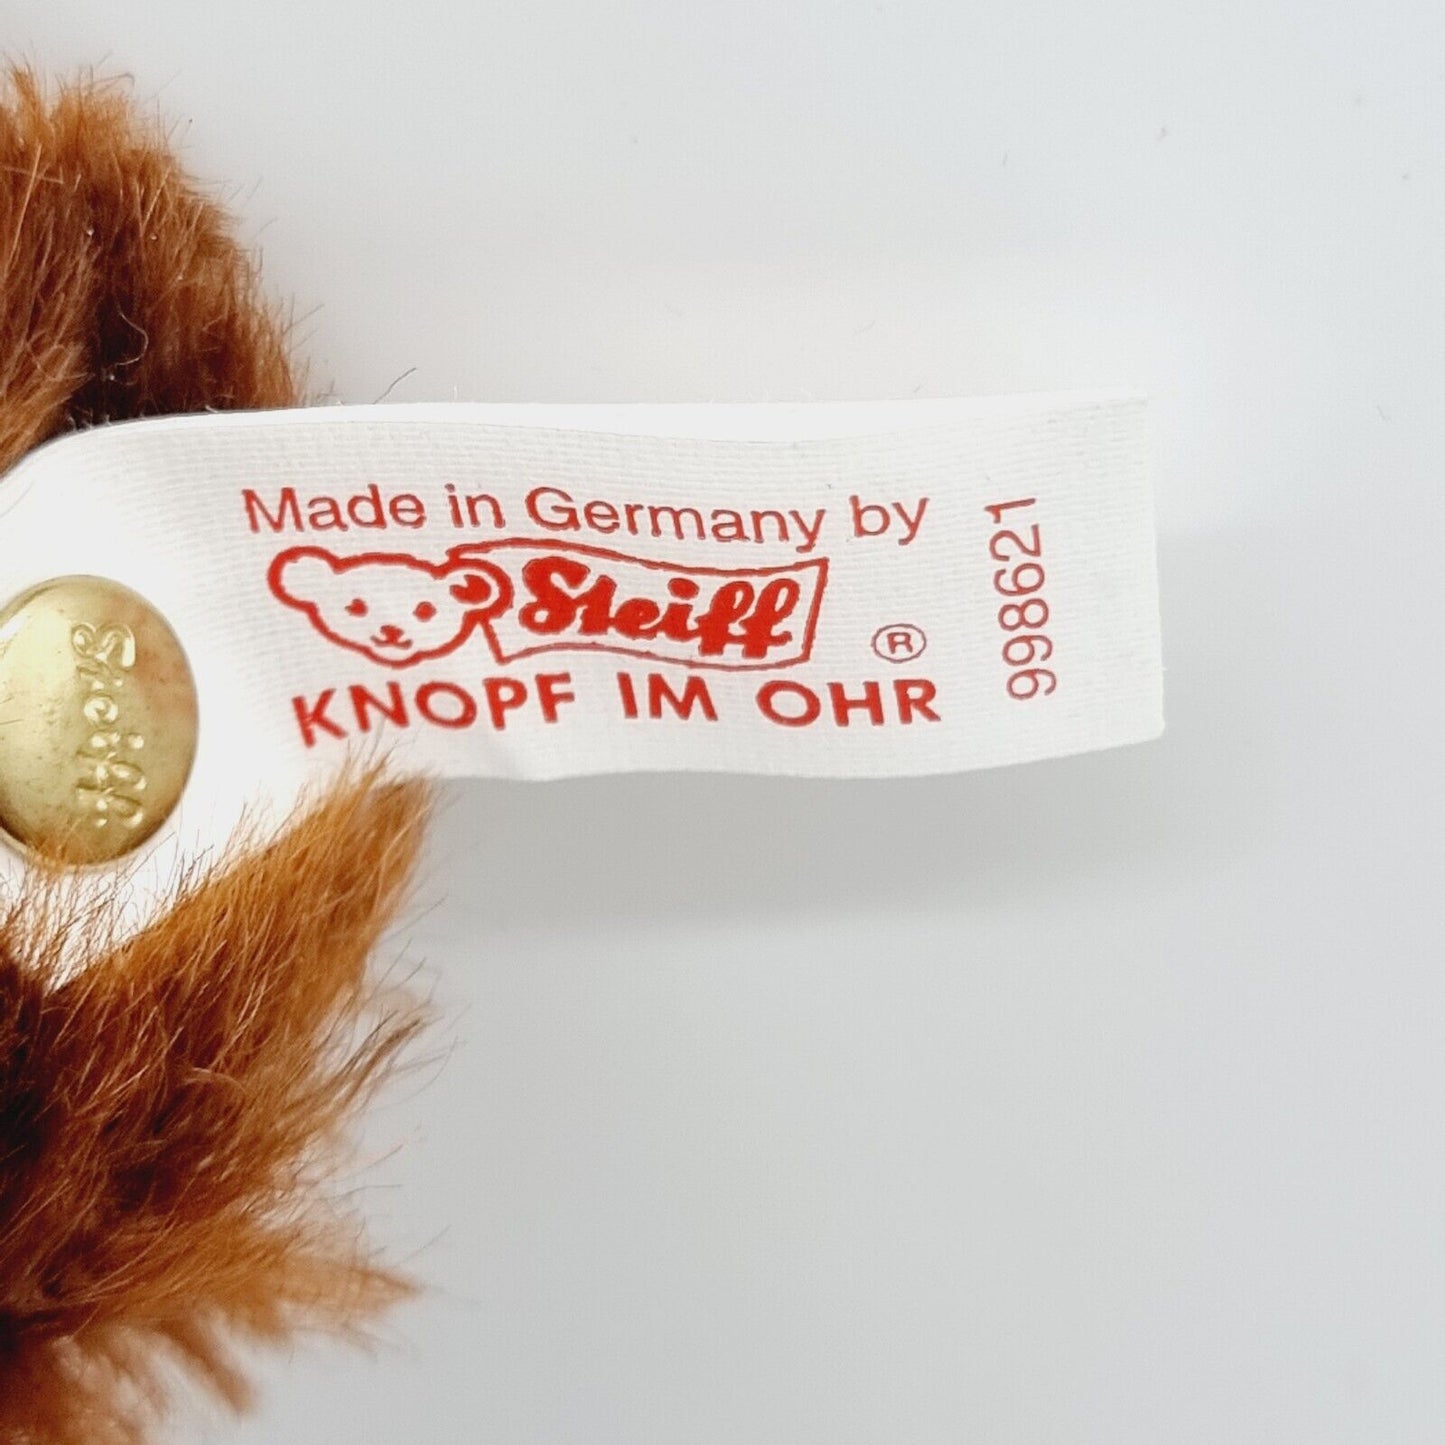 Made in Germany by
Steiff ®
KNOPF IM OHR
998621
Steiff